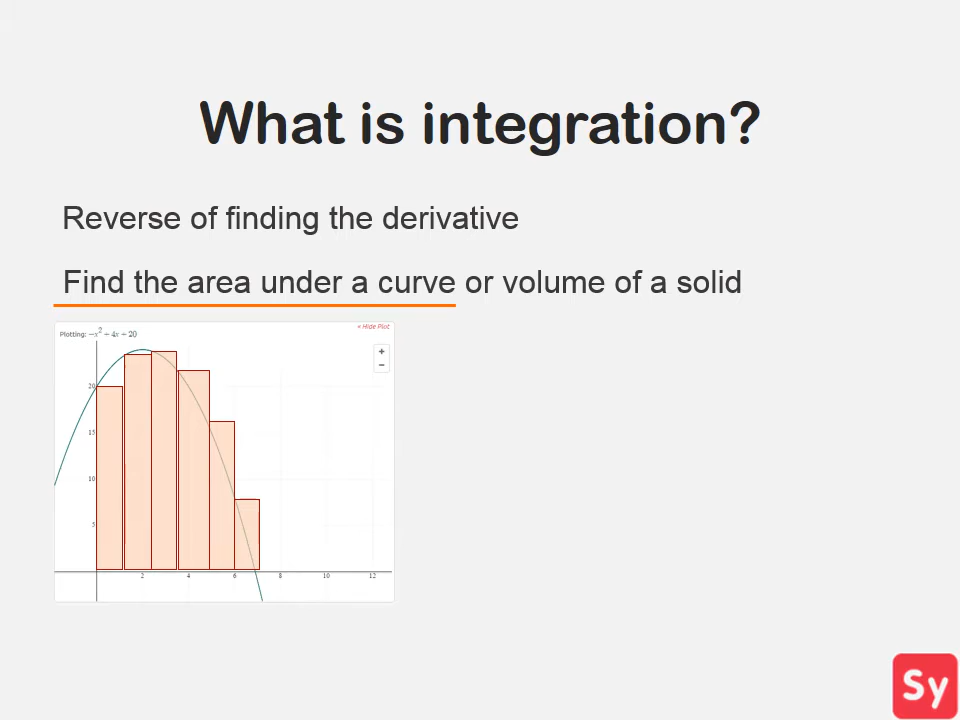 What is integration?
Reverse of finding the derivative
Find the area under a curve or volume of a solid
Plotting: −x² + 4x + 20
< Hide Plot
+
−
20
15
10
5
2 4 6 8 10 12
Sy